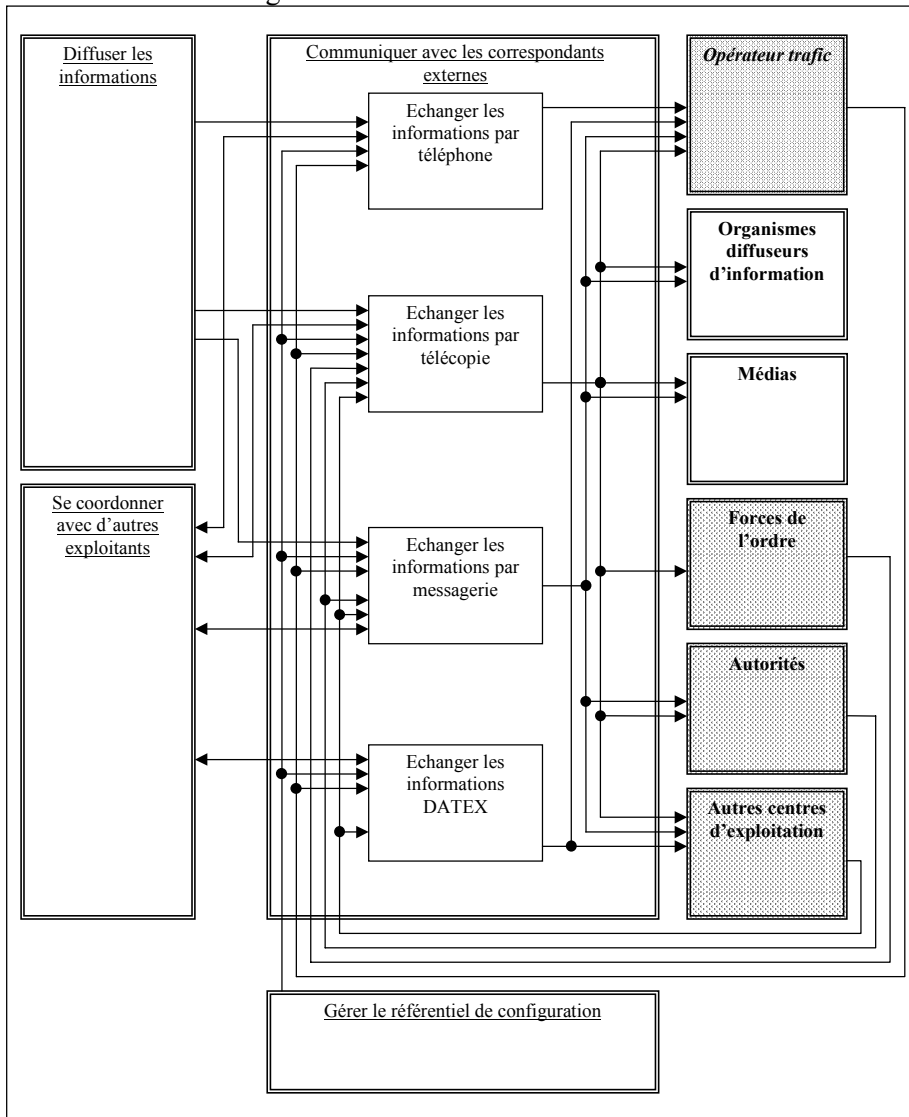 Diffuser les
informations
Communiquer avec les correspondants
externes
Opérateur trafic
Echanger les
informations par
téléphone
Organismes
diffuseurs
d'information
Echanger les
informations par
télécopie
Médias
Se coordonner
avec d'autres
exploitants
Forces de
l'ordre
Echanger les
informations par
messagerie
Autorités
Echanger les
informations
DATEX
Autres centres
d'exploitation
Gérer le référentiel de configuration